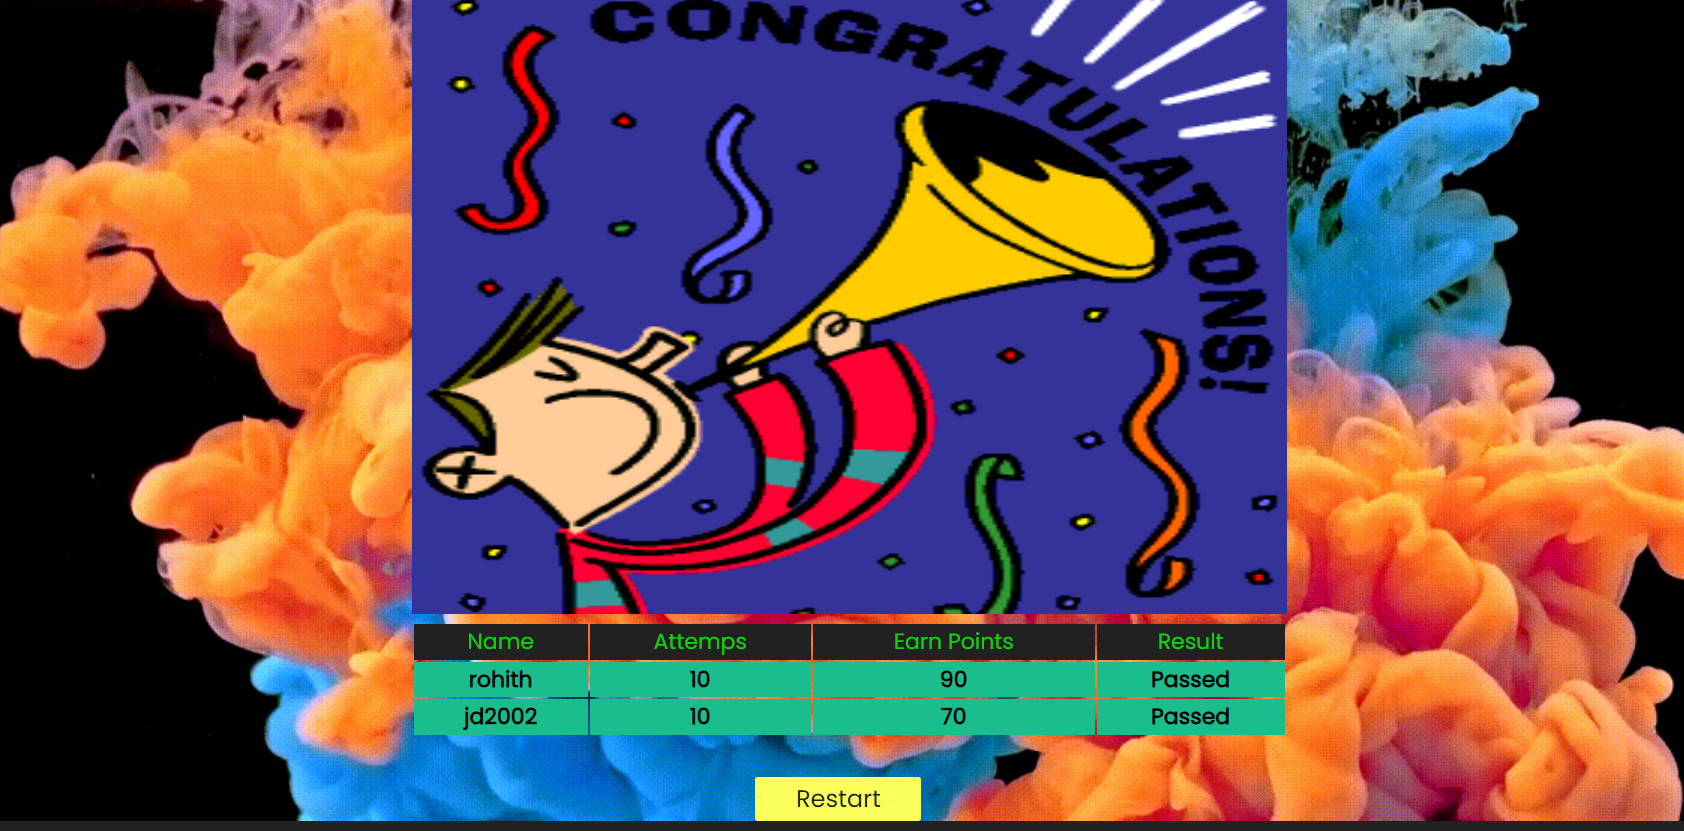 CONGRATULATIONS!
Name Attemps Earn Points Result
rohith 10 90 Passed
jd2002 10 70 Passed
Restart